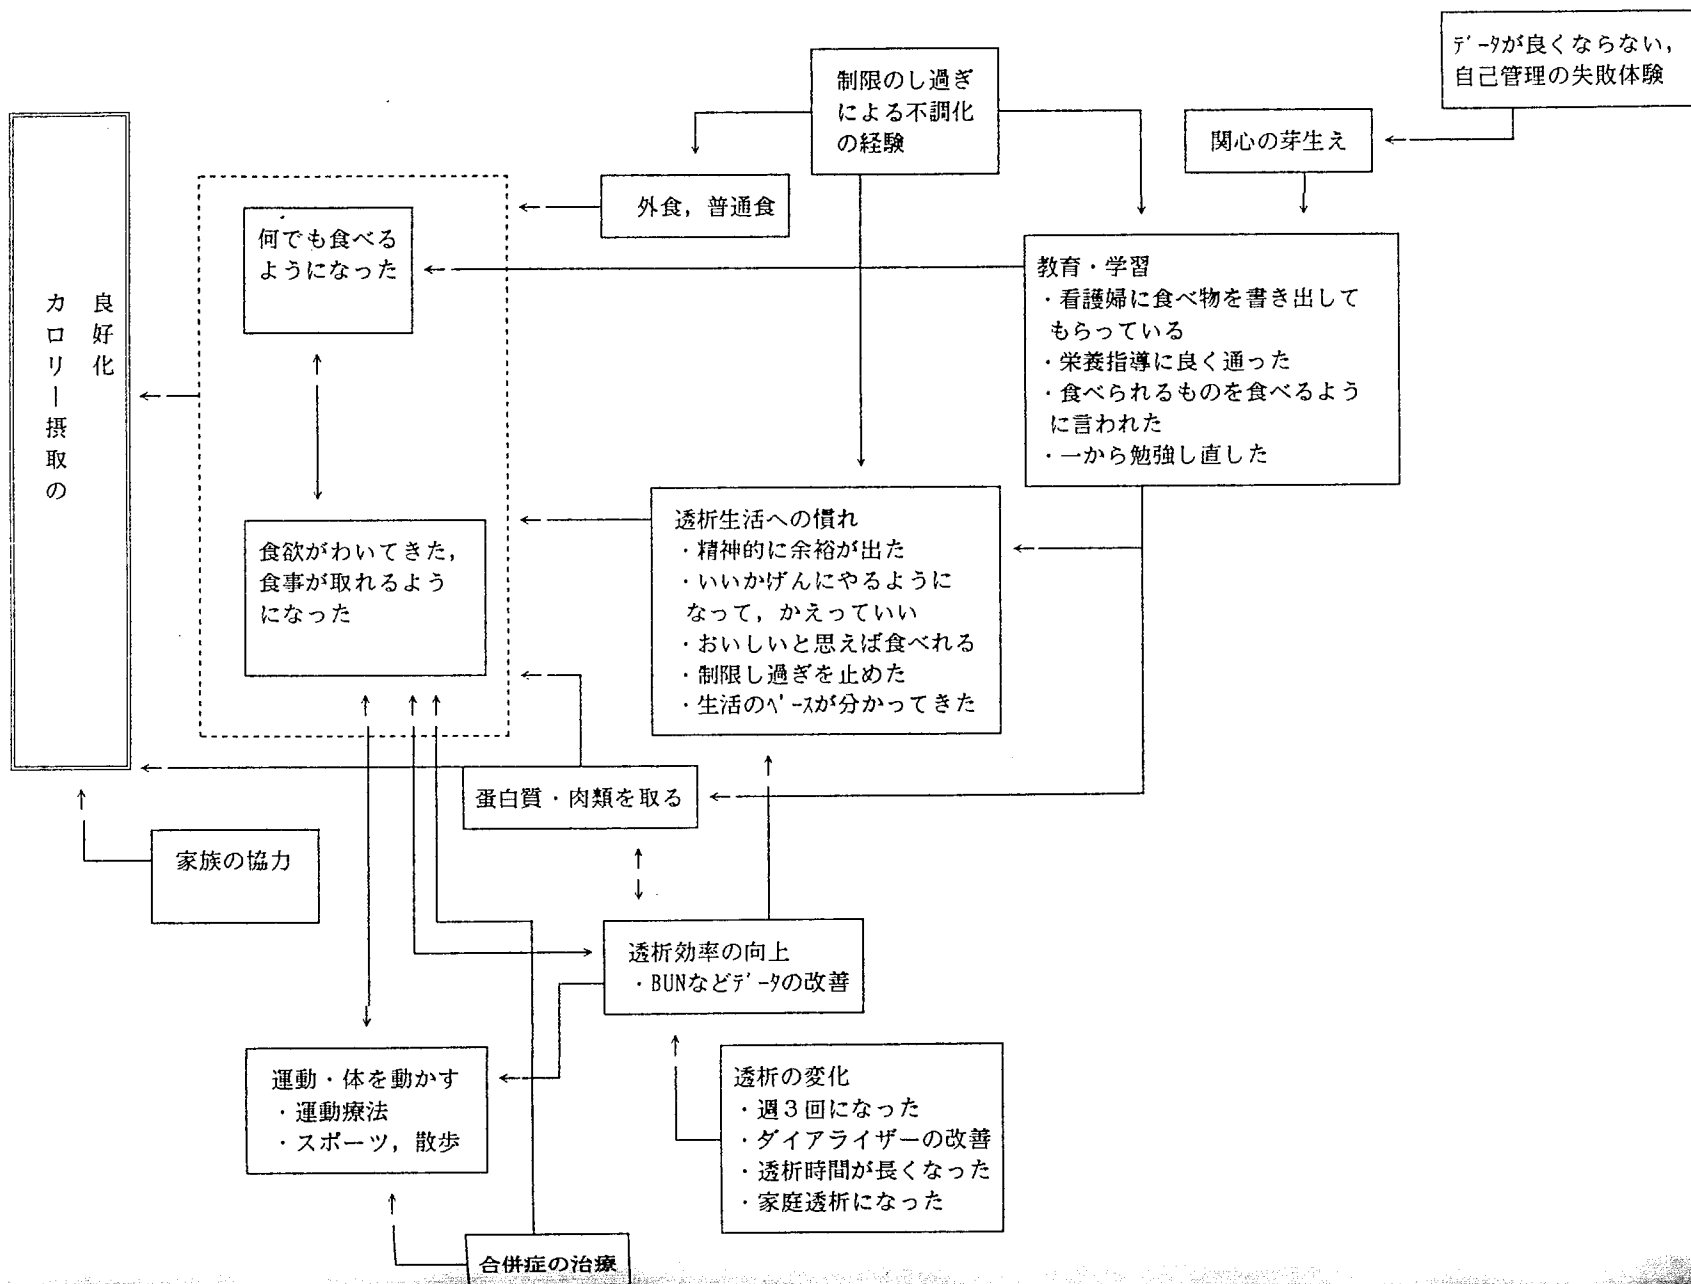 データが良くならない,
自己管理の失敗体験
制限のし過ぎ
による不調化
の経験
関心の芽生え
外食, 普通食
何でも食べる
ようになった
教育・学習
・看護婦に食べ物を書き出して
もらっている
・栄養指導に良く通った
・食べられるものを食べるよう
に言われた
・一から勉強し直した
カロリー摂取の
良好化
食欲がわいてきた,
食事が取れるよう
になった
透析生活への慣れ
・精神的に余裕が出た
・いいかげんにやるように
なって, かえっていい
・おいしいと思えば食べれる
・制限し過ぎを止めた
・生活のペースが分かってきた
蛋白質・肉類を取る
家族の協力
透析効率の向上
・BUNなどデータの改善
運動・体を動かす
・運動療法
・スポーツ, 散歩
透析の変化
・週3回になった
・ダイアライザーの改善
・透析時間が長くなった
・家庭透析になった
合併症の治療